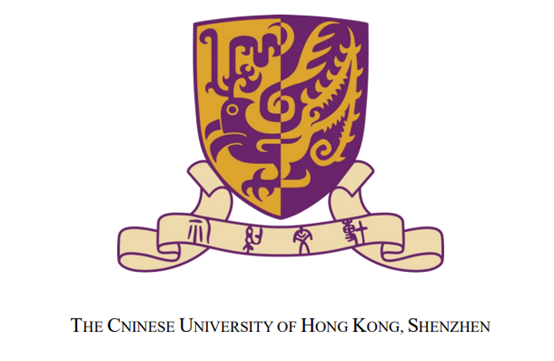 THE CNINESE UNIVERSITY OF HONG KONG, SHENZHEN